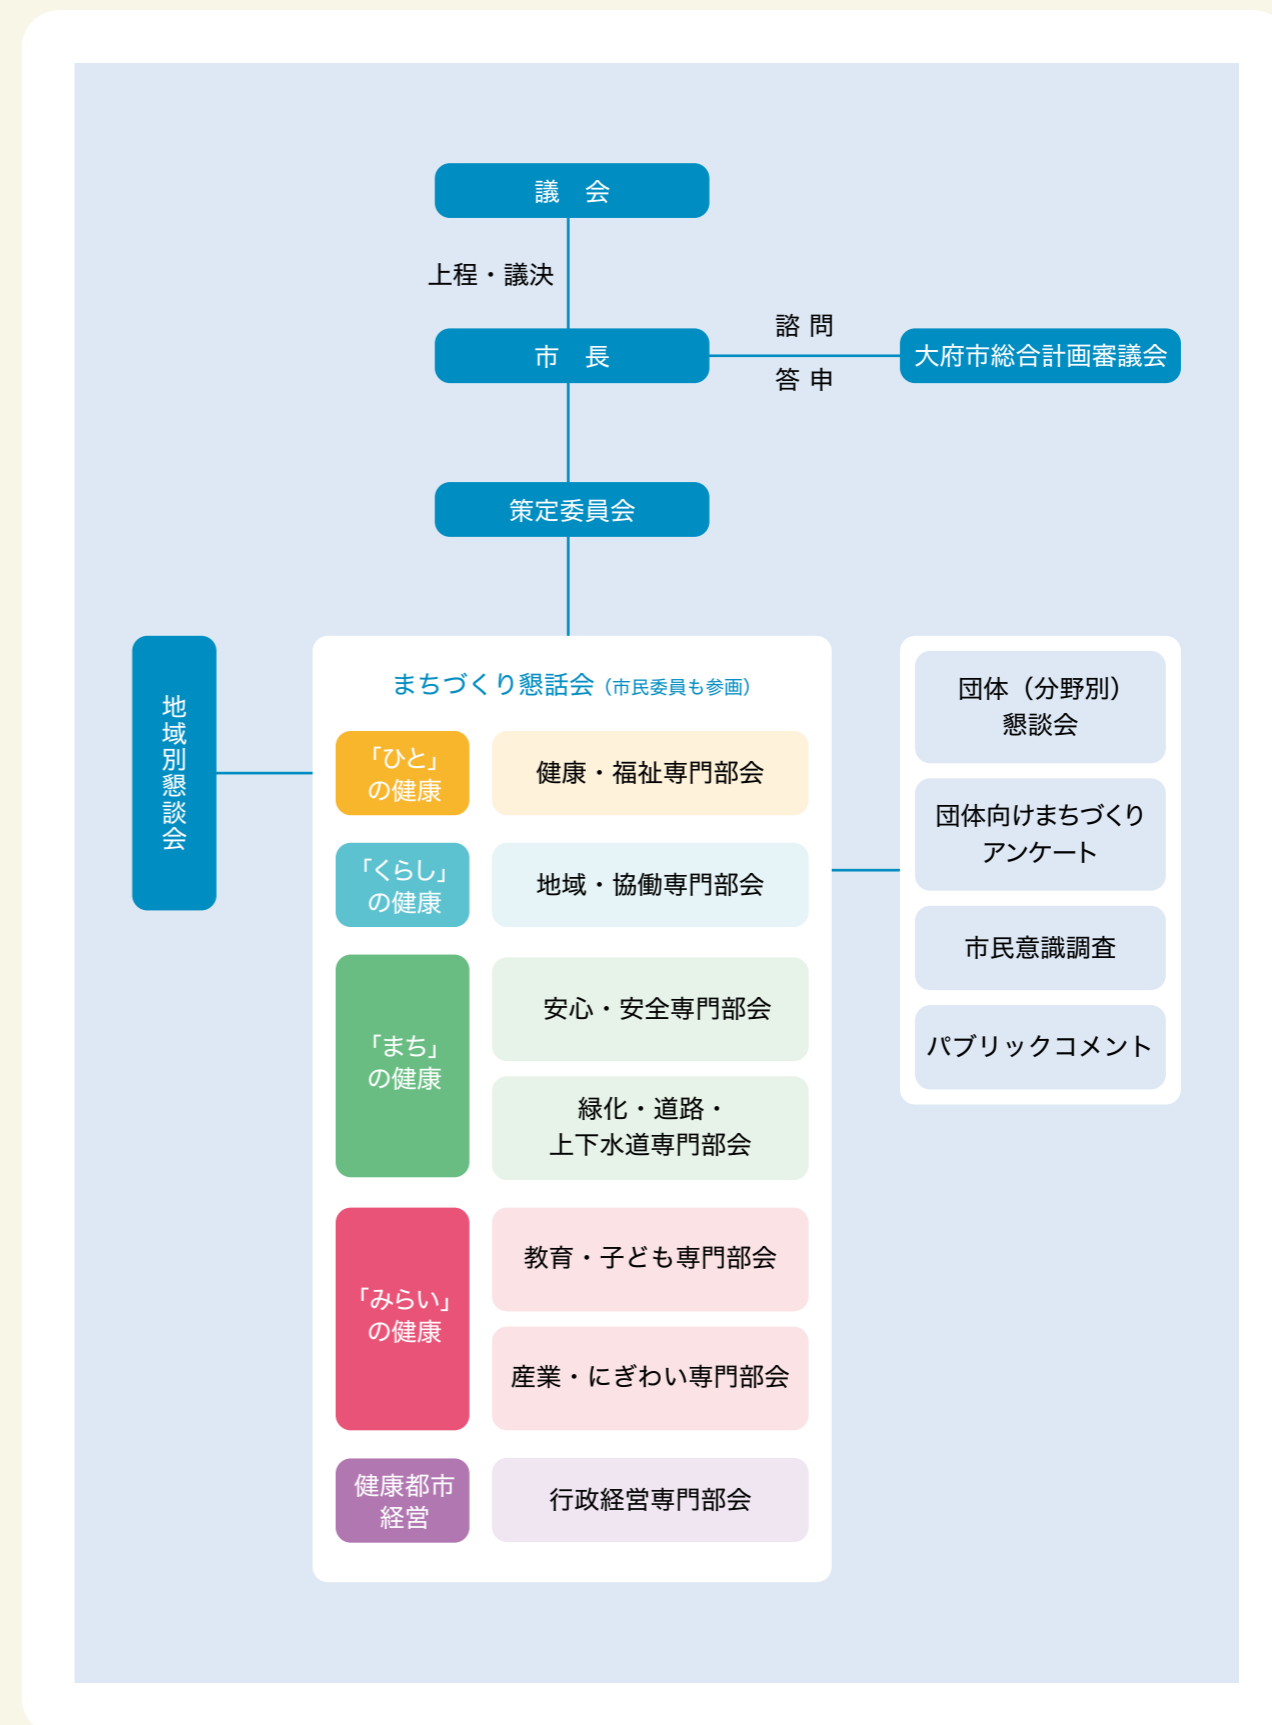 議　会
上程・議決
市　長
諮 問
答 申
大府市総合計画審議会
策定委員会
地域別懇談会
まちづくり懇話会（市民委員も参画）
「ひと」
の健康
健康・福祉専門部会
「くらし」
の健康
地域・協働専門部会
「まち」
の健康
安心・安全専門部会
緑化・道路・
上下水道専門部会
「みらい」
の健康
教育・子ども専門部会
産業・にぎわい専門部会
健康都市
経営
行政経営専門部会
団体（分野別）
懇談会
団体向けまちづくり
アンケート
市民意識調査
パブリックコメント